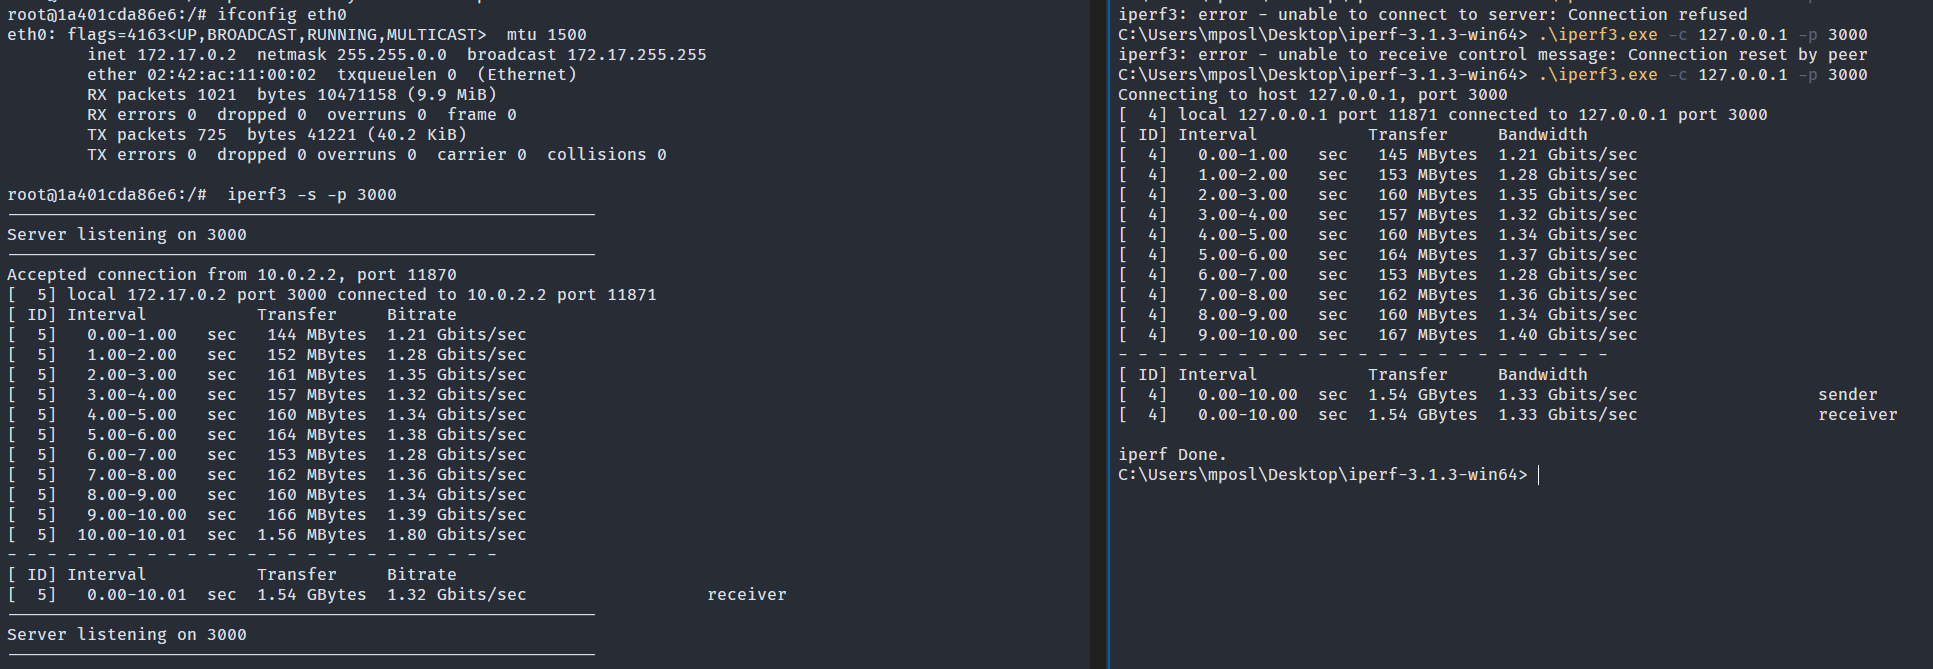 root@1a401cda86e6:/# ifconfig eth0
eth0: flags=4163<UP,BROADCAST,RUNNING,MULTICAST>  mtu 1500
        inet 172.17.0.2  netmask 255.255.0.0  broadcast 172.17.255.255
        ether 02:42:ac:11:00:02  txqueuelen 0  (Ethernet)
        RX packets 1021  bytes 10471158 (9.9 MiB)
        RX errors 0  dropped 0  overruns 0  frame 0
        TX packets 725  bytes 41221 (40.2 KiB)
        TX errors 0  dropped 0 overruns 0  carrier 0  collisions 0
root@1a401cda86e6:/#  iperf3 -s -p 3000
-----------------------------------------------------------
Server listening on 3000
-----------------------------------------------------------
Accepted connection from 10.0.2.2, port 11870
[  5] local 172.17.0.2 port 3000 connected to 10.0.2.2 port 11871
[ ID] Interval           Transfer     Bitrate
[  5]   0.00-1.00   sec   144 MBytes  1.21 Gbits/sec
[  5]   1.00-2.00   sec   152 MBytes  1.28 Gbits/sec
[  5]   2.00-3.00   sec   161 MBytes  1.35 Gbits/sec
[  5]   3.00-4.00   sec   157 MBytes  1.32 Gbits/sec
[  5]   4.00-5.00   sec   160 MBytes  1.34 Gbits/sec
[  5]   5.00-6.00   sec   164 MBytes  1.38 Gbits/sec
[  5]   6.00-7.00   sec   153 MBytes  1.28 Gbits/sec
[  5]   7.00-8.00   sec   162 MBytes  1.36 Gbits/sec
[  5]   8.00-9.00   sec   160 MBytes  1.34 Gbits/sec
[  5]   9.00-10.00  sec   166 MBytes  1.39 Gbits/sec
[  5]  10.00-10.01  sec  1.56 MBytes  1.80 Gbits/sec
- - - - - - - - - - - - - - - - - - - - - - - - -
[ ID] Interval           Transfer     Bitrate
[  5]   0.00-10.01  sec  1.54 GBytes  1.32 Gbits/sec                  receiver
-----------------------------------------------------------
Server listening on 3000
-----------------------------------------------------------
iperf3: error - unable to connect to server: Connection refused
C:\Users\mposl\Desktop\iperf-3.1.3-win64> .\iperf3.exe -c 127.0.0.1 -p 3000
iperf3: error - unable to receive control message: Connection reset by peer
C:\Users\mposl\Desktop\iperf-3.1.3-win64> .\iperf3.exe -c 127.0.0.1 -p 3000
Connecting to host 127.0.0.1, port 3000
[  4] local 127.0.0.1 port 11871 connected to 127.0.0.1 port 3000
[ ID] Interval           Transfer     Bandwidth
[  4]   0.00-1.00   sec   145 MBytes  1.21 Gbits/sec
[  4]   1.00-2.00   sec   153 MBytes  1.28 Gbits/sec
[  4]   2.00-3.00   sec   160 MBytes  1.35 Gbits/sec
[  4]   3.00-4.00   sec   157 MBytes  1.32 Gbits/sec
[  4]   4.00-5.00   sec   160 MBytes  1.34 Gbits/sec
[  4]   5.00-6.00   sec   164 MBytes  1.37 Gbits/sec
[  4]   6.00-7.00   sec   153 MBytes  1.28 Gbits/sec
[  4]   7.00-8.00   sec   162 MBytes  1.36 Gbits/sec
[  4]   8.00-9.00   sec   160 MBytes  1.34 Gbits/sec
[  4]   9.00-10.00  sec   167 MBytes  1.40 Gbits/sec
- - - - - - - - - - - - - - - - - - - - - - - - -
[ ID] Interval           Transfer     Bandwidth
[  4]   0.00-10.00  sec  1.54 GBytes  1.33 Gbits/sec                  sender
[  4]   0.00-10.00  sec  1.54 GBytes  1.33 Gbits/sec                  receiver
iperf Done.
C:\Users\mposl\Desktop\iperf-3.1.3-win64>